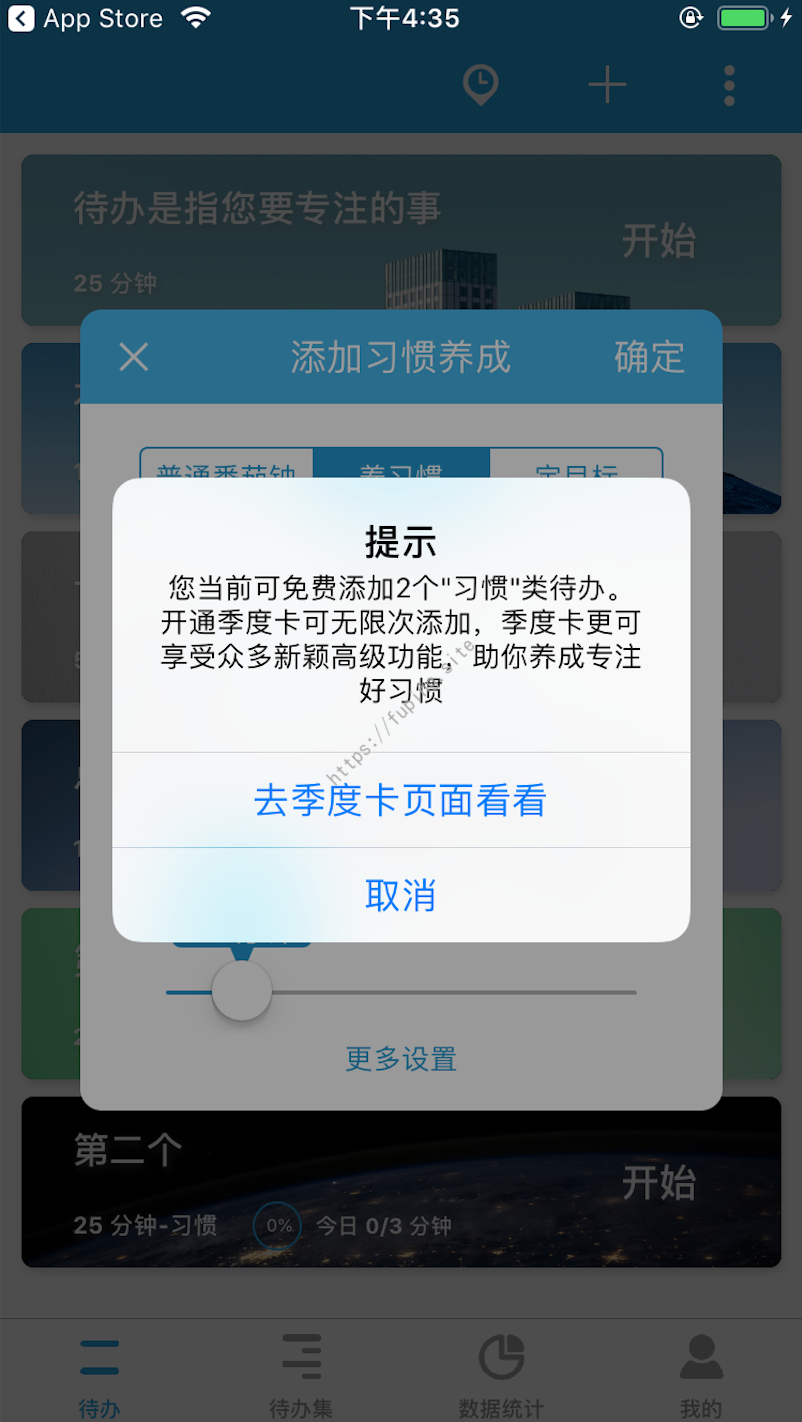 App Store
下午4:35
待办是指您要专注的事
开始
25 分钟
添加习惯养成
确定
普通番茄钟
养习惯
定目标
提示
您当前可免费添加2个"习惯"类待办。
开通季度卡可无限次添加，季度卡更可
享受众多新颖高级功能，助你养成专注
好习惯
去季度卡页面看看
取消
更多设置
第二个
开始
25 分钟-习惯
0%
今日 0/3 分钟
待办
待办集
数据统计
我的